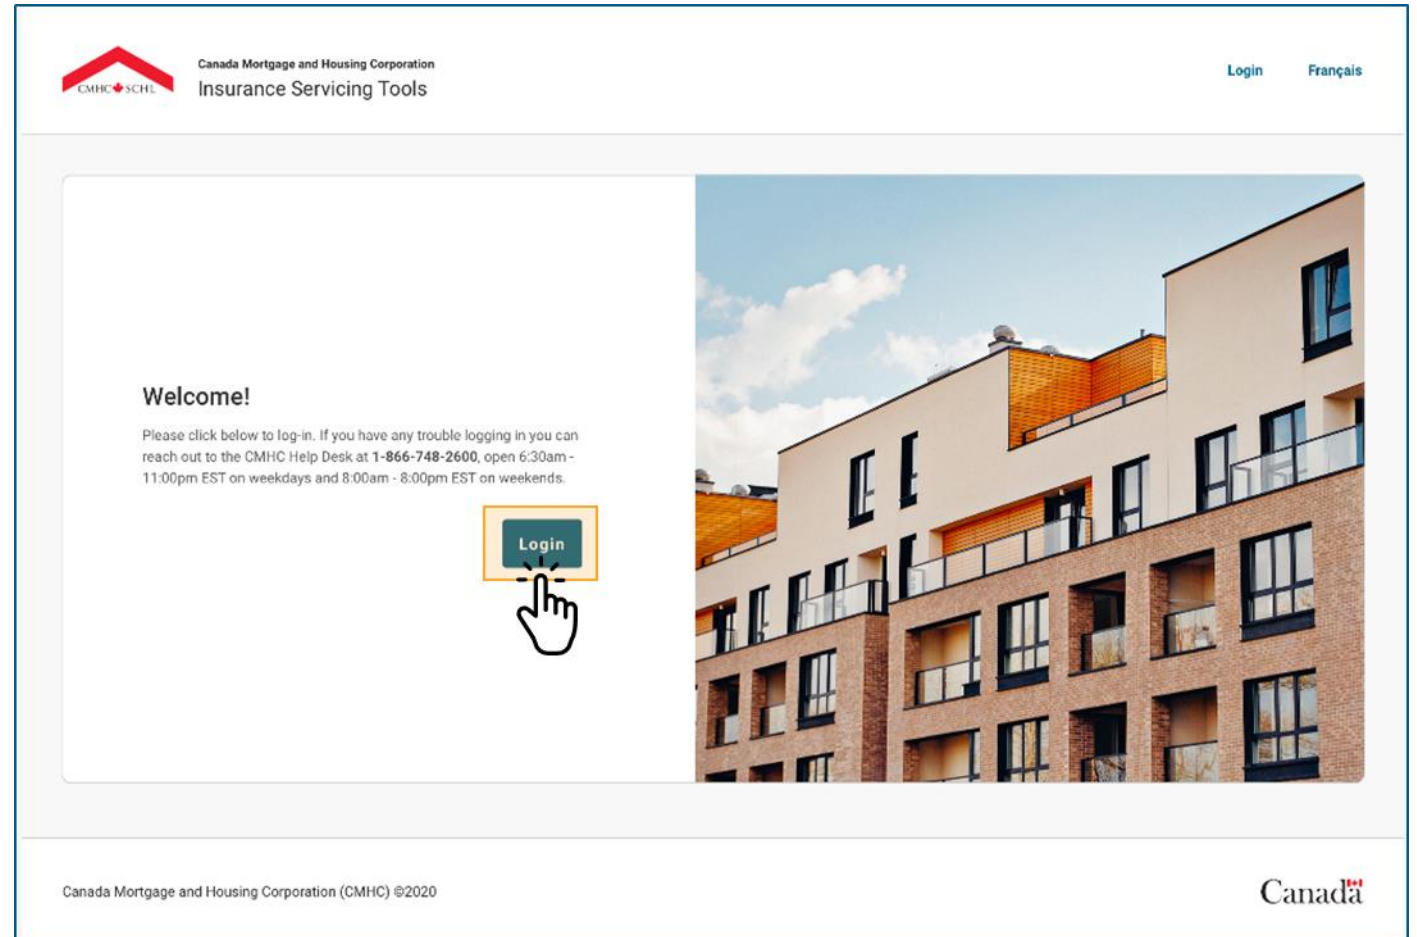 CMHC SCHL
Canada Mortgage and Housing Corporation
Insurance Servicing Tools
Login
Français
Welcome!
Please click below to log-in. If you have any trouble logging in you can
reach out to the CMHC Help Desk at 1-866-748-2600, open 6:30am -
11:00pm EST on weekdays and 8:00am - 8:00pm EST on weekends.
Login
Canada Mortgage and Housing Corporation (CMHC) ©2020
Canada